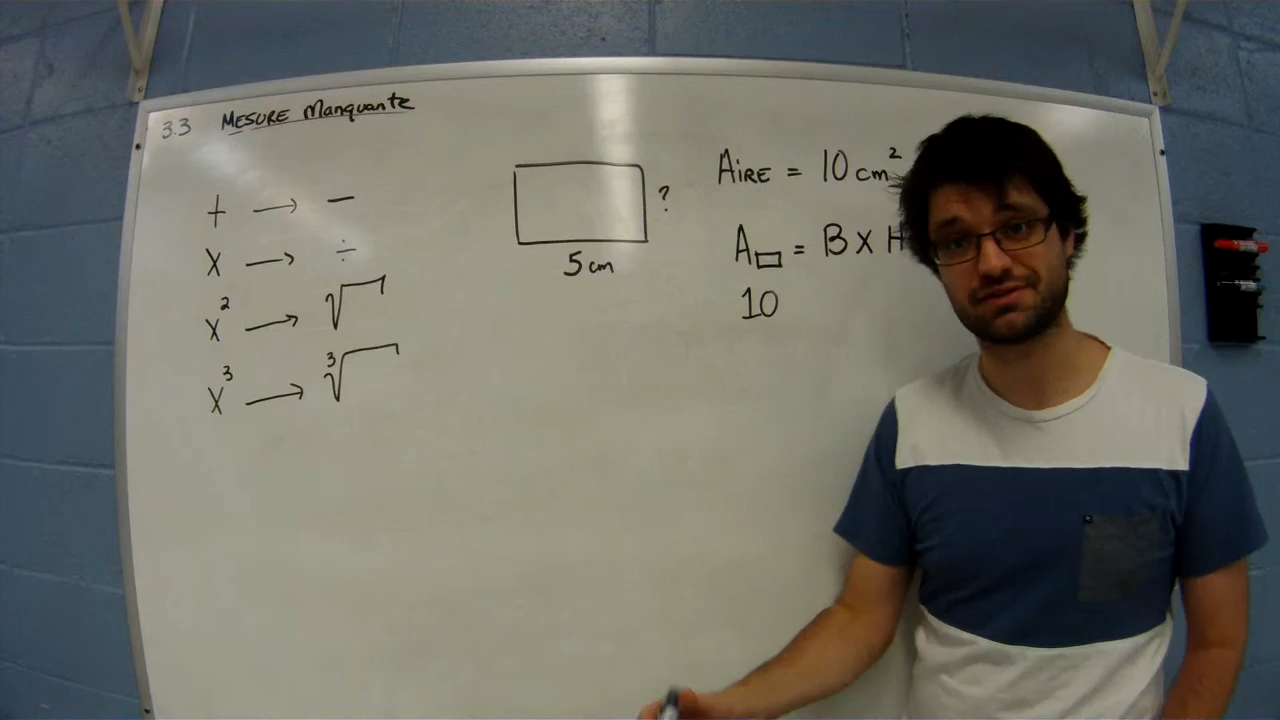 3.3 MESURE Manquante
+ → −
x → ÷
x² → √
x³ → ³√
?
5 cm
AiRE = 10 cm²
A▭ = B x H
10